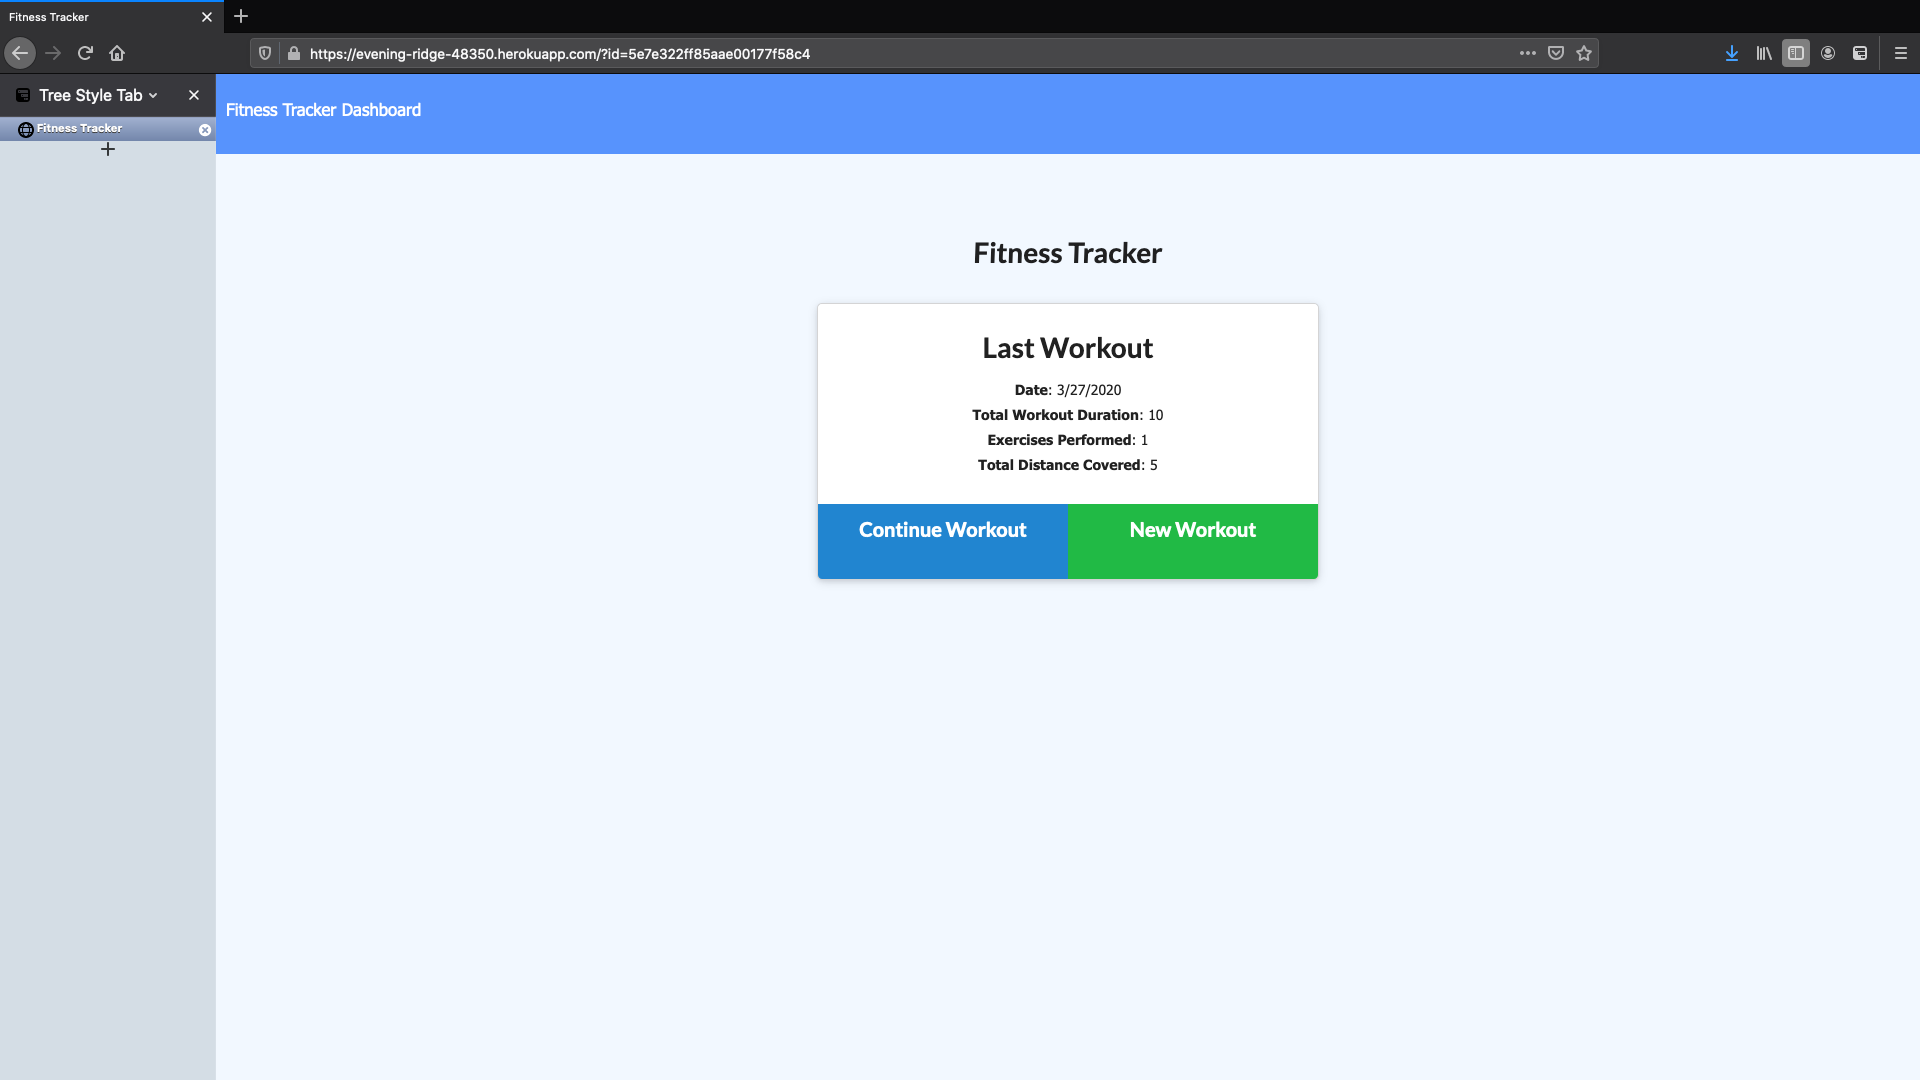 Fitness Tracker
https://evening-ridge-48350.herokuapp.com/?id=5e7e322ff85aae00177f58c4
Tree Style Tab
Fitness Tracker
Fitness Tracker Dashboard
Fitness Tracker
Last Workout
Date: 3/27/2020
Total Workout Duration: 10
Exercises Performed: 1
Total Distance Covered: 5
Continue Workout
New Workout